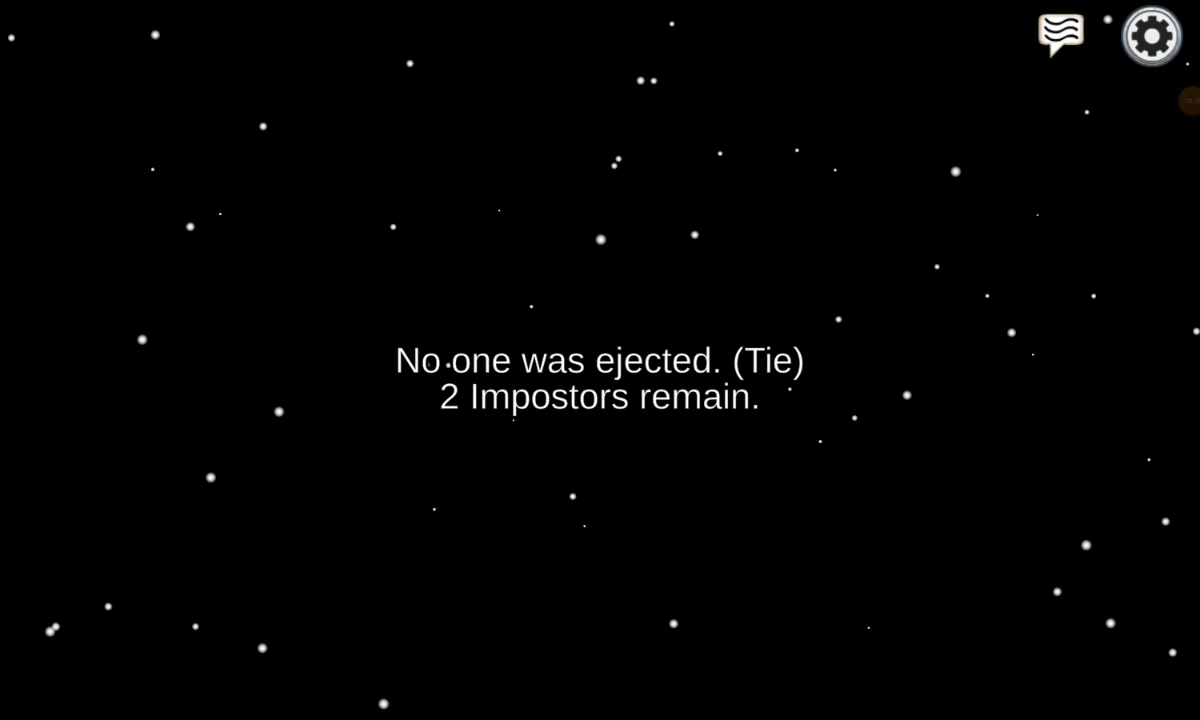 No one was ejected. (Tie)
2 Impostors remain.